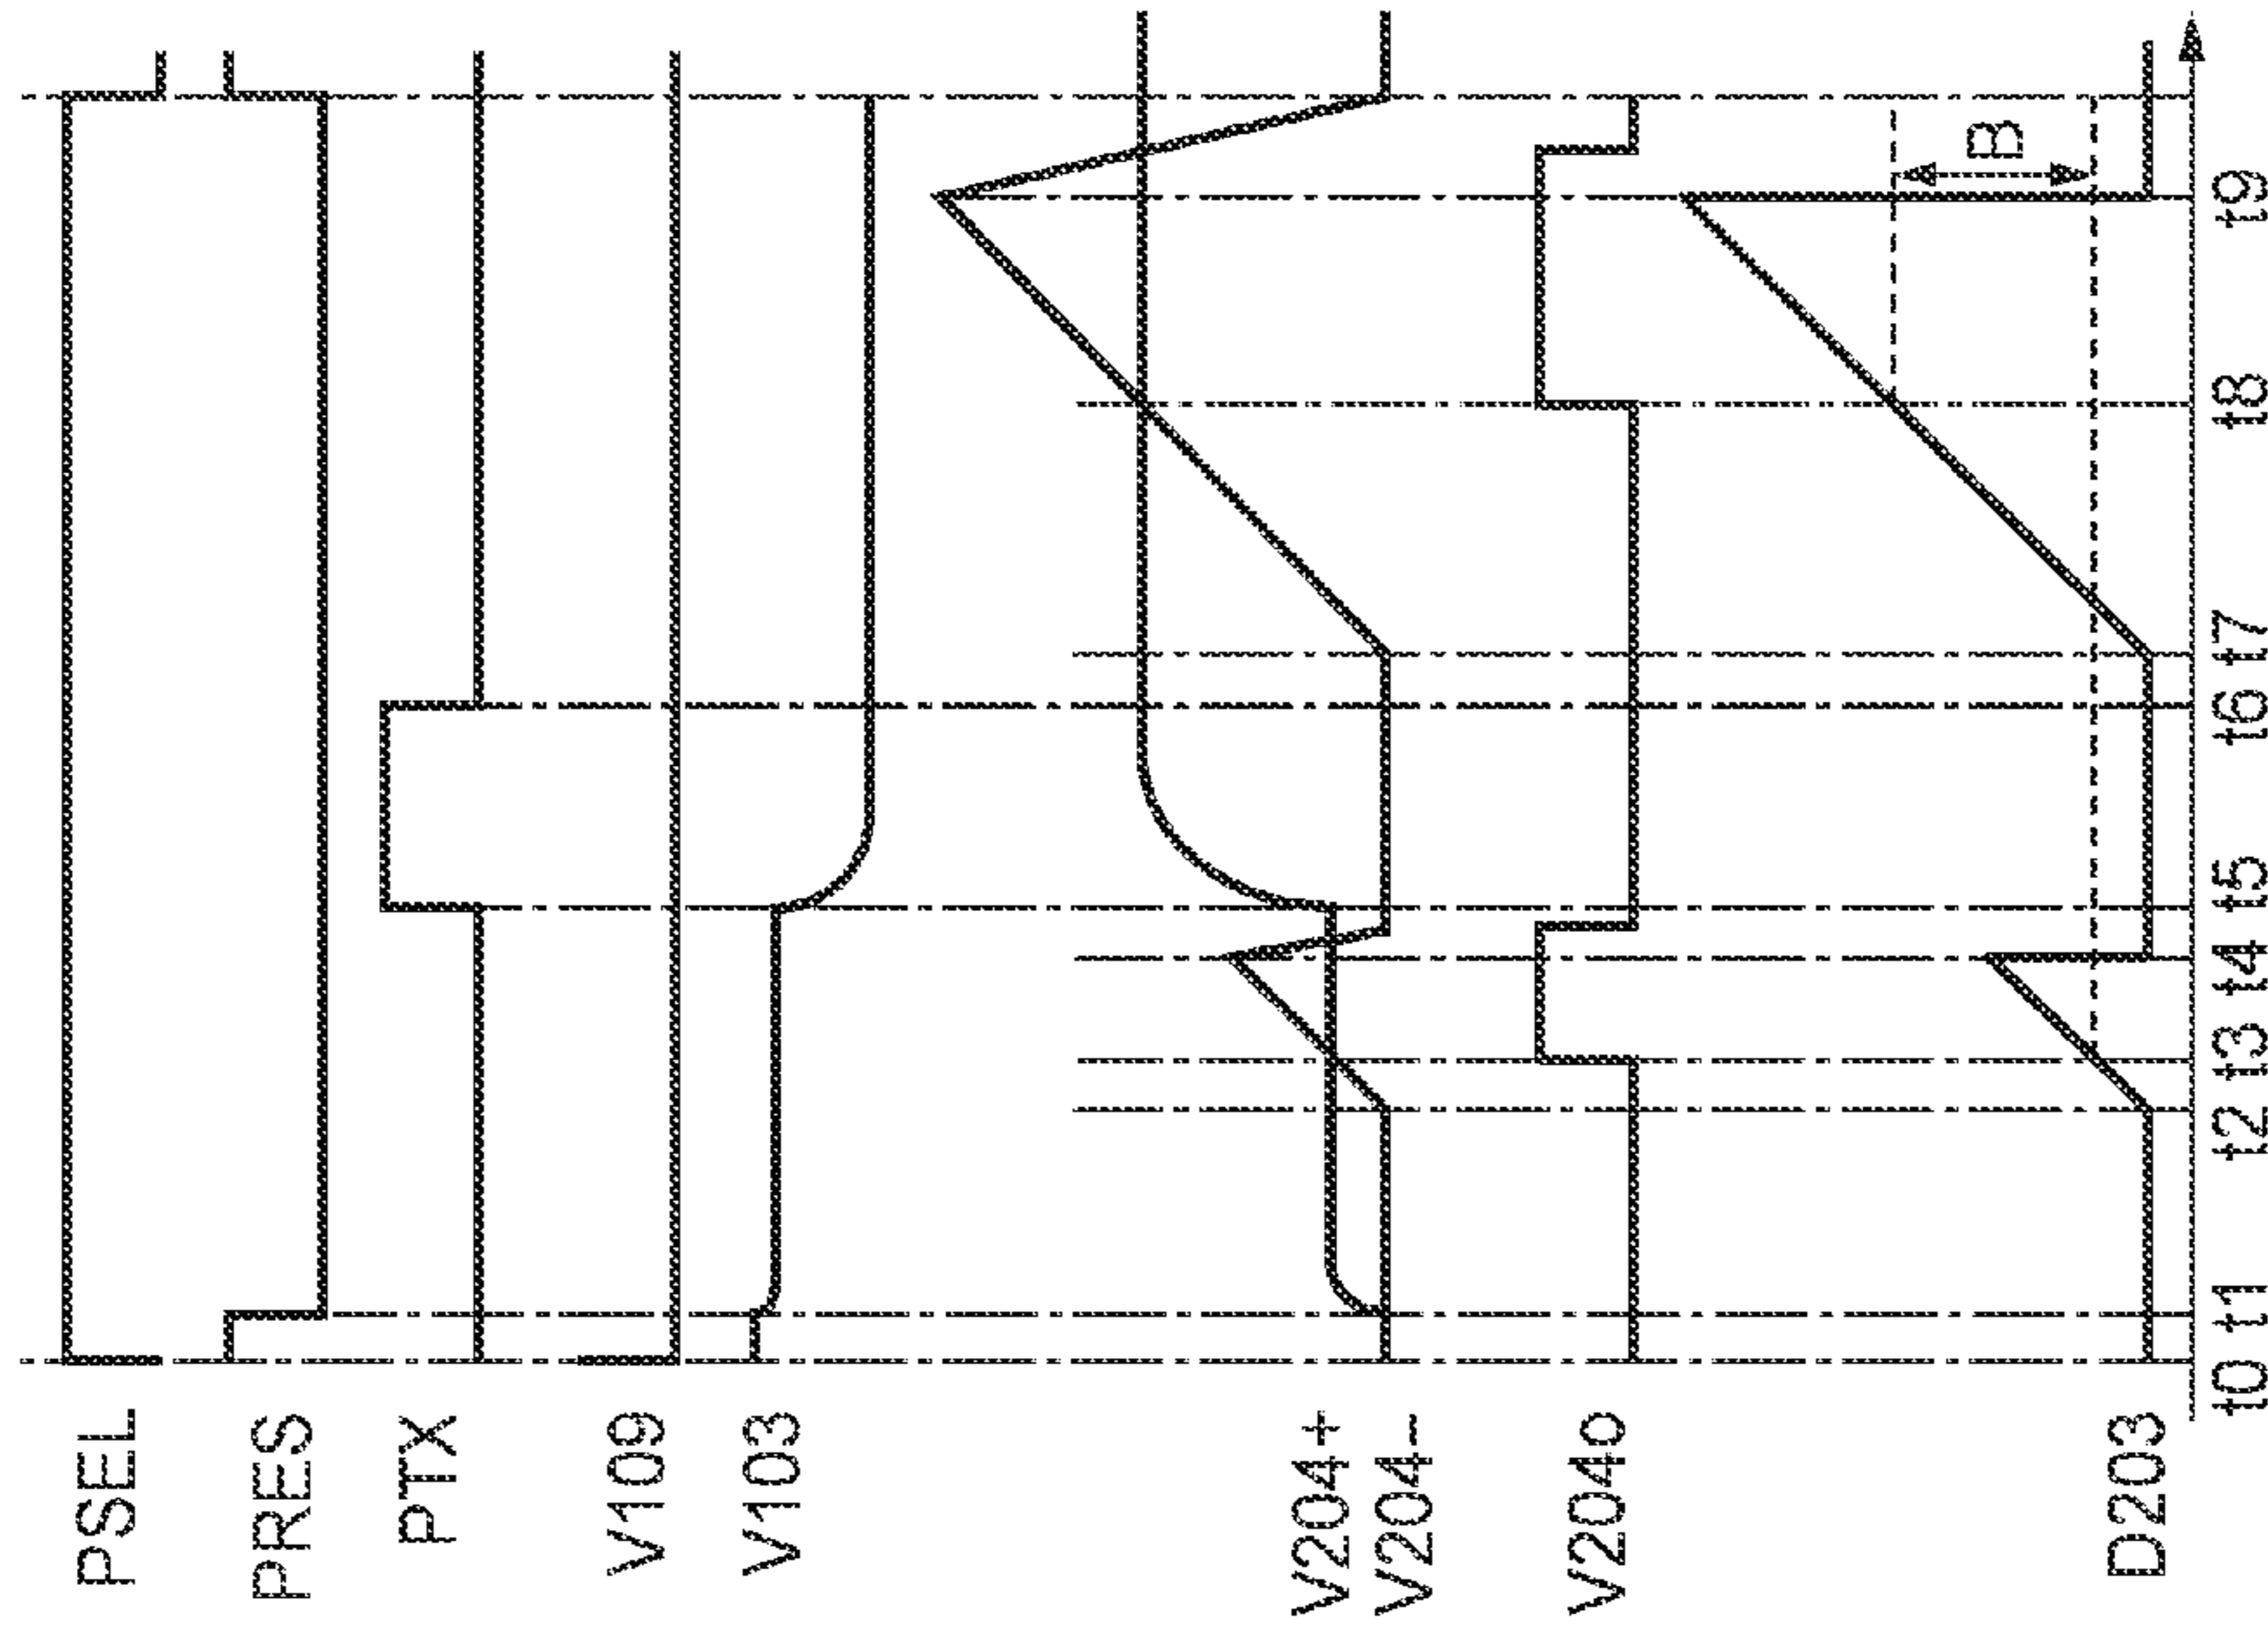 PSEL
PRES
PTX
V109
V103
V204+
V204-
V204o
D203
B
t0 t1 t2 t3 t4 t5 t6 t7 t8 t9